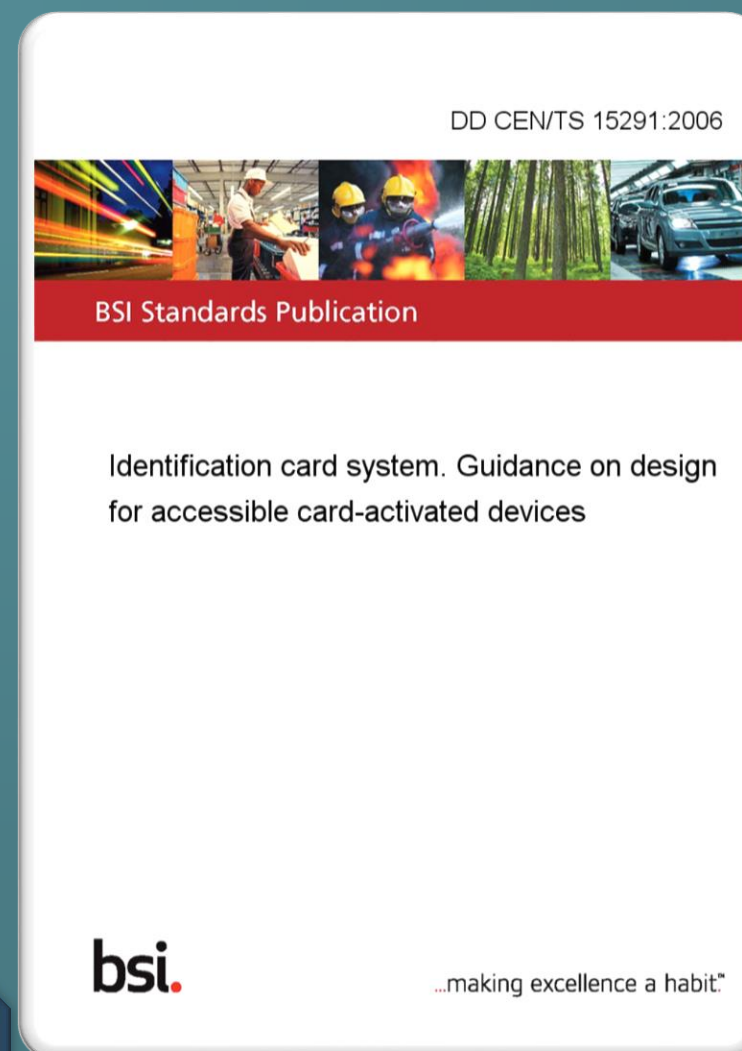 DD CEN/TS 15291:2006
BSI Standards Publication
Identification card system. Guidance on design
for accessible card-activated devices
bsi.
...making excellence a habit.™